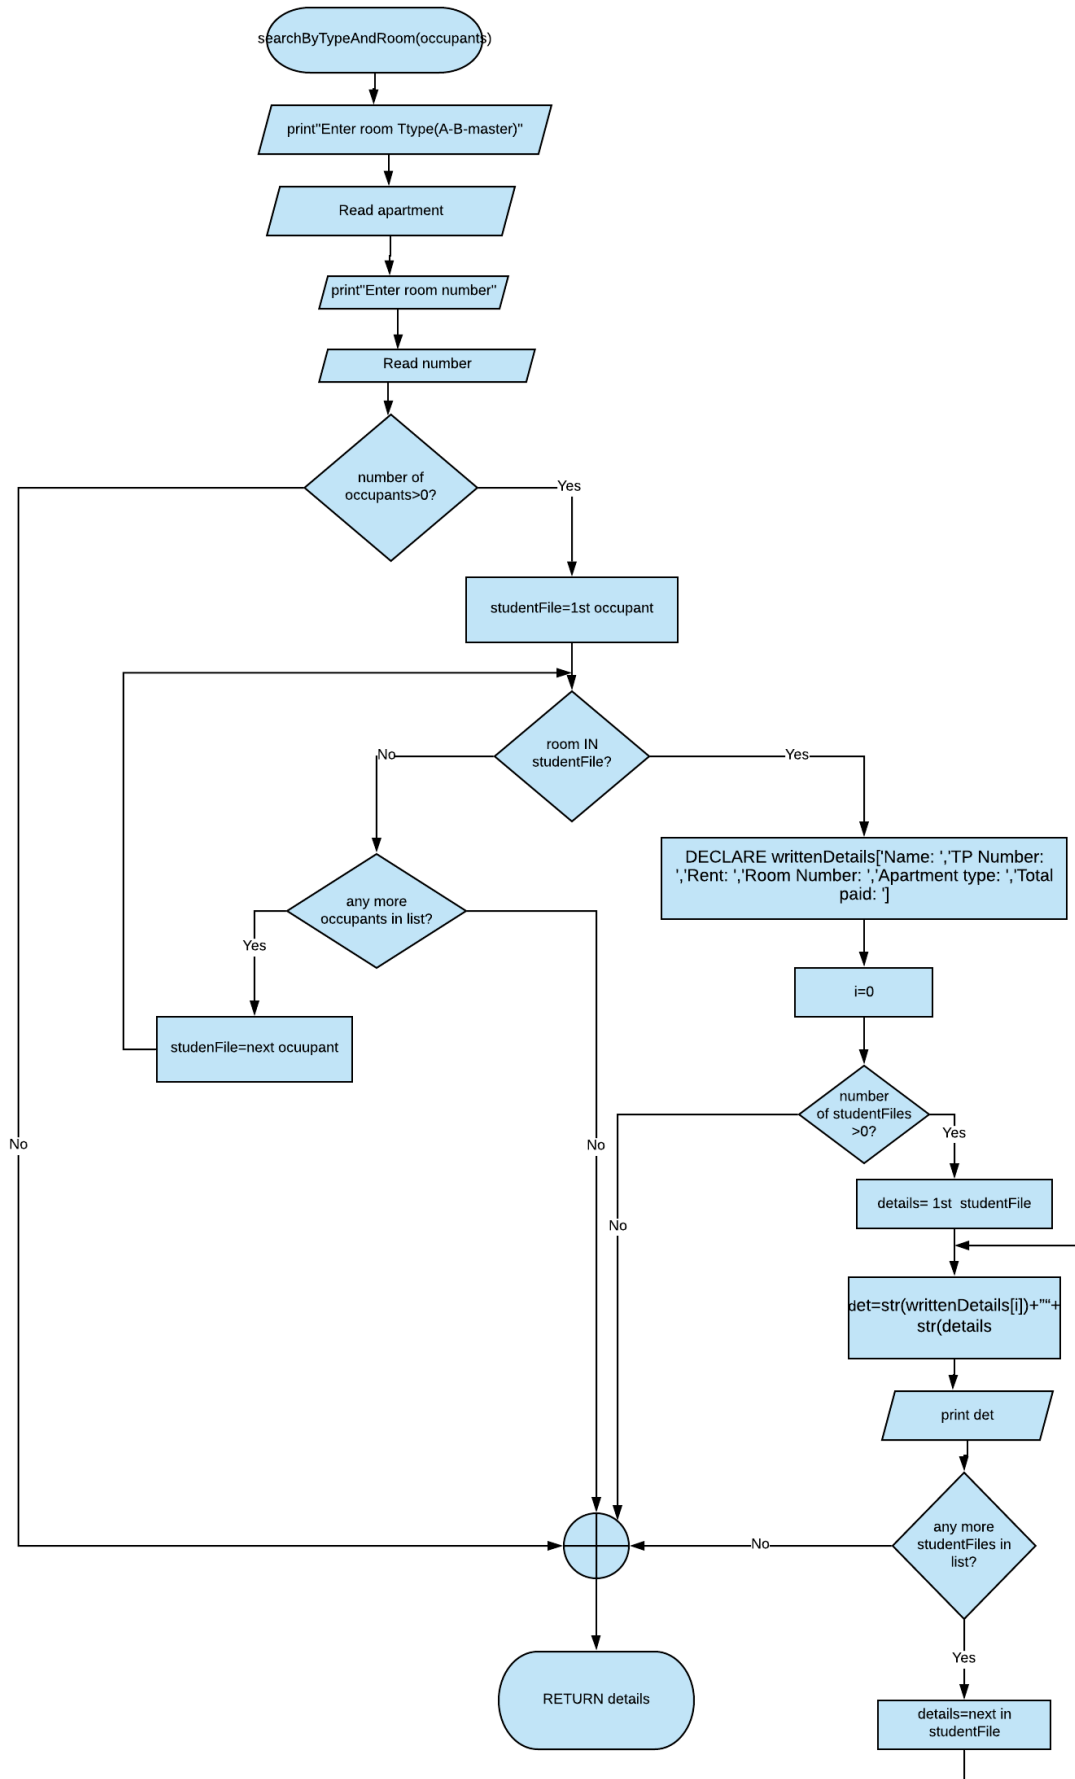 searchByTypeAndRoom(occupants)
print"Enter room Ttype(A-B-master)"
Read apartment
print"Enter room number"
Read number
number of
occupants>0?
Yes
studentFile=1st occupant
room IN
studentFile?
No
Yes
DECLARE writtenDetails['Name: ','TP Number:
','Rent: ','Room Number: ','Apartment type: ','Total
paid: ']
any more
occupants in list?
Yes
i=0
studenFile=next ocuupant
number
of studentFiles
>0?
Yes
No
No
details= 1st  studentFile
No
det=str(writtenDetails[i])+”“+
str(details
print det
any more
studentFiles in
list?
No
Yes
RETURN details
details=next in
studentFile